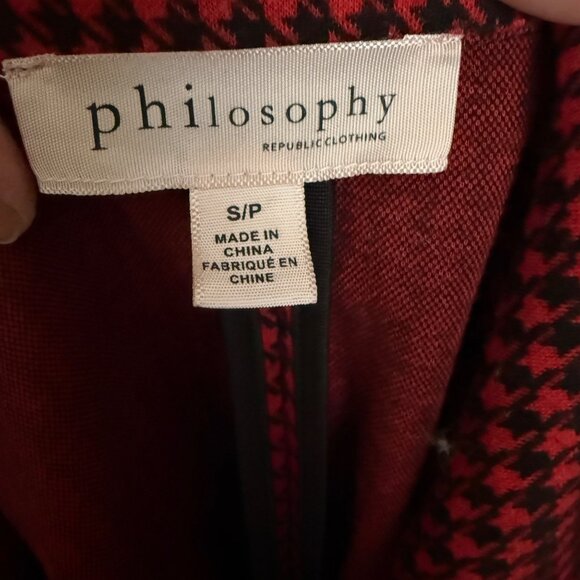 philosophy
REPUBLIC CLOTHING
S/P
MADE IN
CHINA
FABRIQUÉ EN
CHINE